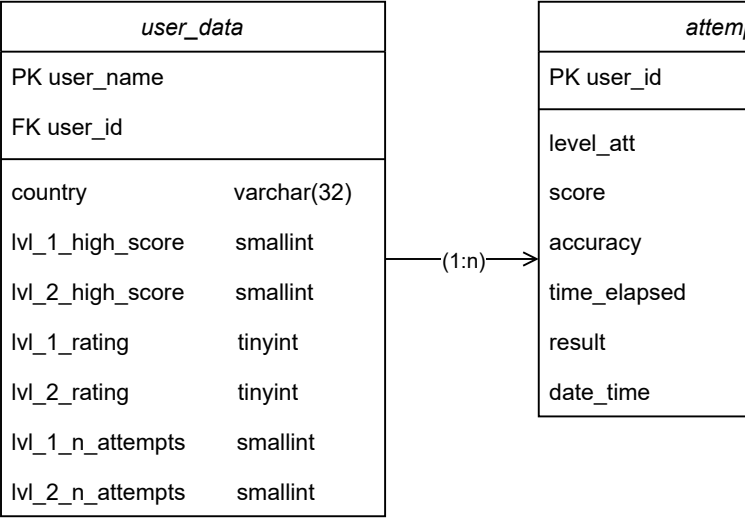 user_data
PK user_name
FK user_id
country varchar(32)
lvl_1_high_score smallint
lvl_2_high_score smallint
lvl_1_rating tinyint
lvl_2_rating tinyint
lvl_1_n_attempts smallint
lvl_2_n_attempts smallint
(1:n)
PK user_id
level_att
score
accuracy
time_elapsed
result
date_time